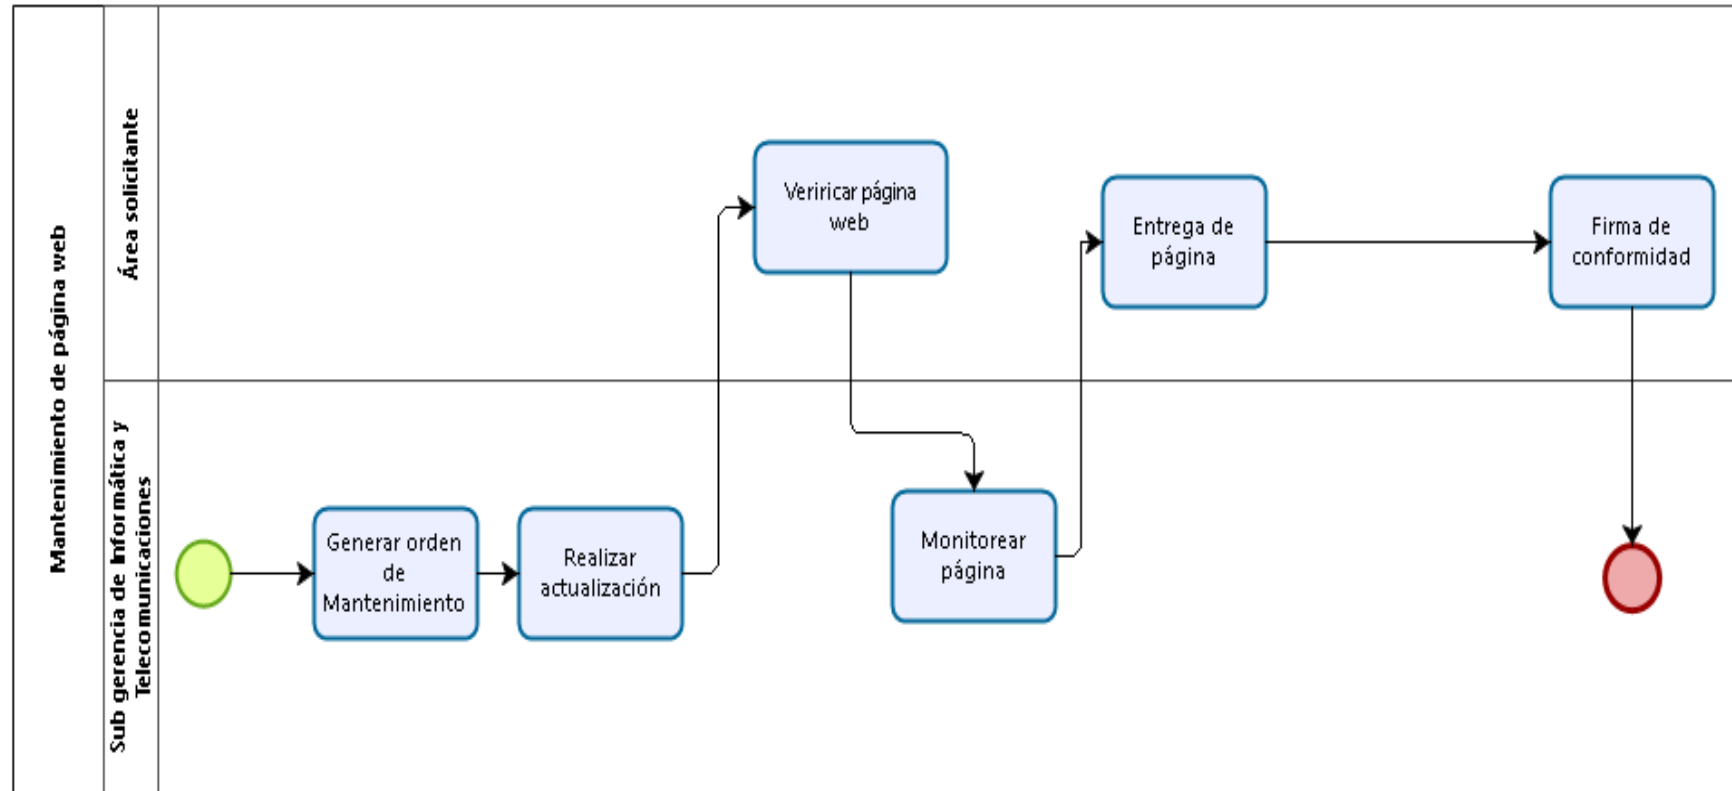 Mantenimiento de página web
Área solicitante
Veriricar página
web
Entrega de
página
Firma de
conformidad
Sub gerencia de Informática y
Telecomunicaciones
Generar orden
de
Mantenimiento
Realizar
actualización
Monitorear
página